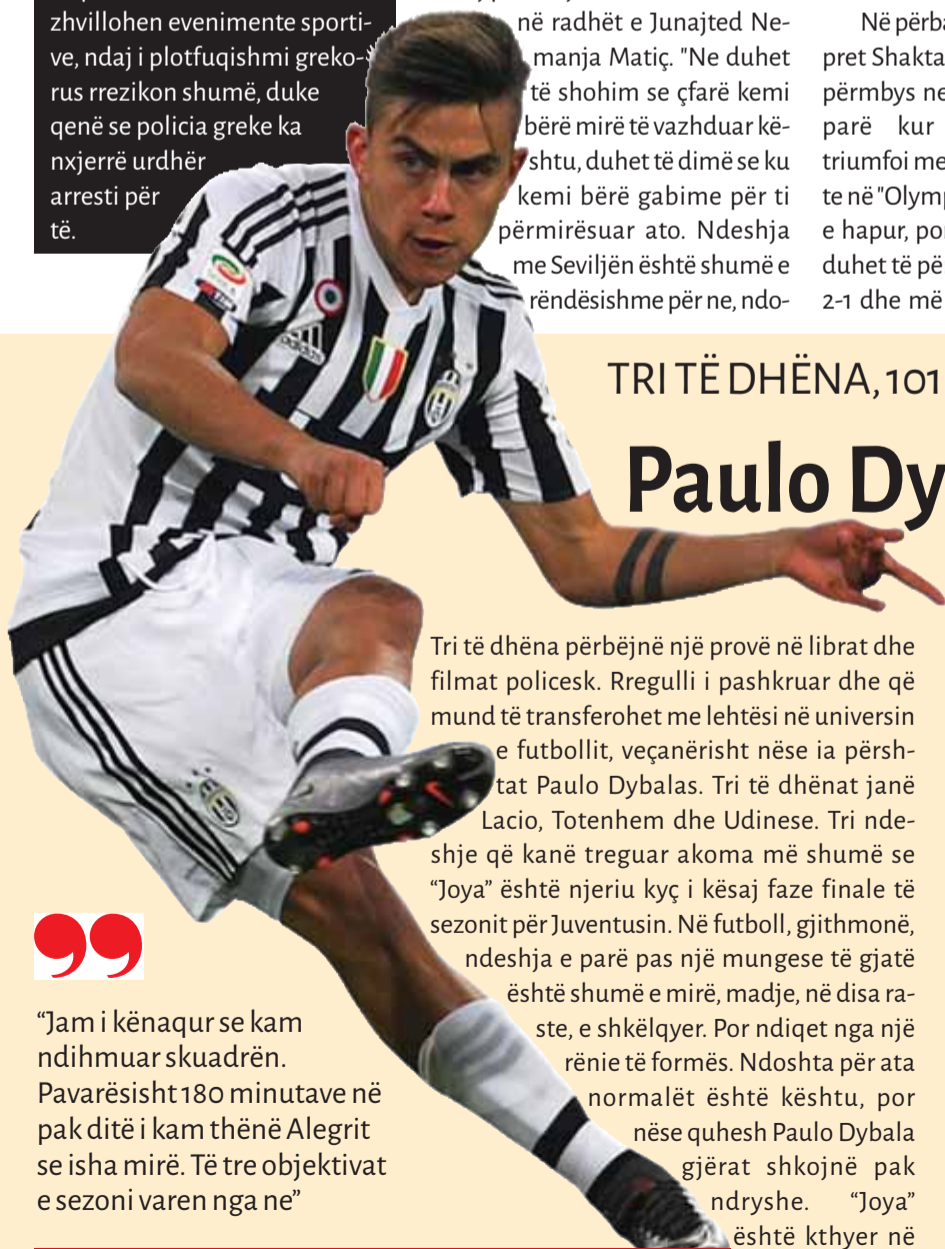 zhvillohen evenimente sporti-
ve, ndaj i plotfuqishmi greko-
rus rrezikon shumë, duke
qenë se policia greke ka
nxjerrë urdhër
arresti për
të.
në radhët e Junajted Ne-
manja Matiç. "Ne duhet
të shohim se çfarë kemi
bërë mirë të vazhduar kë-
shtu, duhet të dimë se ku
kemi bërë gabime për ti
përmirësuar ato. Ndeshja
me Seviljën është shumë e
rëndësishme për ne, ndo-
Në përba
pret Shakta
përmbys ne
parë kur
triumfoi me
te në "Olymp
e hapur, por
duhet të pë
2-1 dhe më
TRI TË DHËNA, 101
Paulo Dy
Tri të dhëna përbëjnë një provë në librat dhe
filmat policesk. Rregulli i pashkruar dhe që
mund të transferohet me lehtësi në universin
e futbollit, veçanërisht nëse ia përsh-
tat Paulo Dybalas. Tri të dhënat janë
Lacio, Totenhem dhe Udinese. Tri nde-
shje që kanë treguar akoma më shumë se
“Joya” është njeriu kyç i kësaj faze finale të
sezonit për Juventusin. Në futboll, gjithmonë,
ndeshja e parë pas një mungese të gjatë
është shumë e mirë, madje, në disa ra-
ste, e shkëlqyer. Por ndiqet nga një
rënie të formës. Ndoshta për ata
normalët është kështu, por
nëse quhesh Paulo Dybala
gjërat shkojnë pak
ndryshe. “Joya”
është kthyer në
“Jam i kënaqur se kam
ndihmuar skuadrën.
Pavarësisht 180 minutave në
pak ditë i kam thënë Alegrit
se isha mirë. Të tre objektivat
e sezoni varen nga ne”
adidas